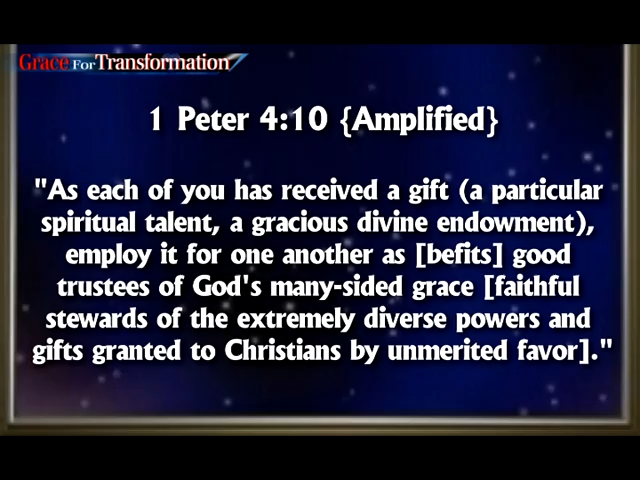 Grace For Transformation
1 Peter 4:10 {Amplified}
"As each of you has received a gift (a particular
spiritual talent, a gracious divine endowment),
employ it for one another as [befits] good
trustees of God's many-sided grace [faithful
stewards of the extremely diverse powers and
gifts granted to Christians by unmerited favor]."